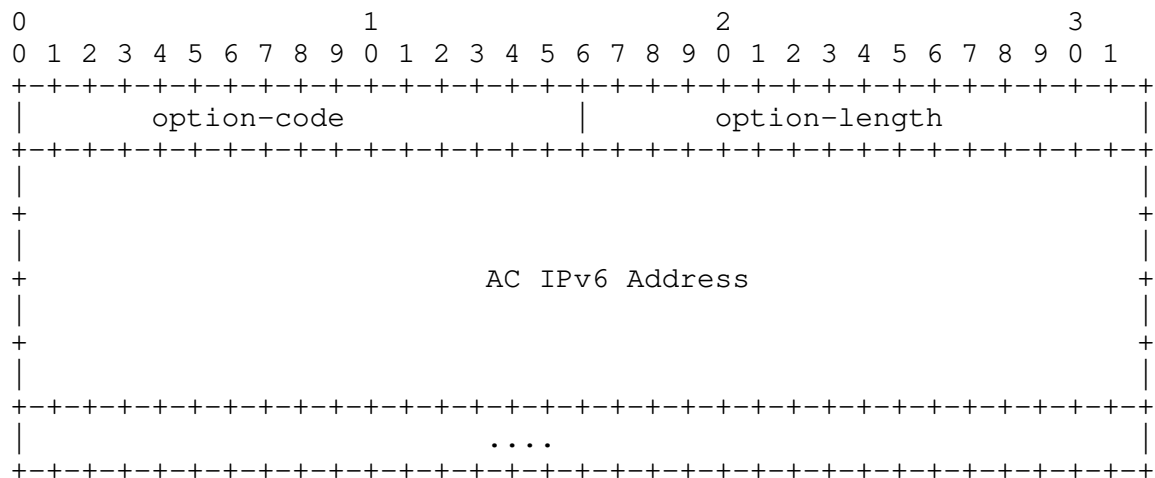 0                   1                   2                   3
0 1 2 3 4 5 6 7 8 9 0 1 2 3 4 5 6 7 8 9 0 1 2 3 4 5 6 7 8 9 0 1
+-+-+-+-+-+-+-+-+-+-+-+-+-+-+-+-+-+-+-+-+-+-+-+-+-+-+-+-+-+-+-+-+
|       option-code             |       option-length           |
+-+-+-+-+-+-+-+-+-+-+-+-+-+-+-+-+-+-+-+-+-+-+-+-+-+-+-+-+-+-+-+-+
|                                                               |
+                                                               +
|                                                               |
+                          AC IPv6 Address                      +
|                                                               |
+                                                               +
|                                                               |
+-+-+-+-+-+-+-+-+-+-+-+-+-+-+-+-+-+-+-+-+-+-+-+-+-+-+-+-+-+-+-+-+
|                          ....                                 |
+-+-+-+-+-+-+-+-+-+-+-+-+-+-+-+-+-+-+-+-+-+-+-+-+-+-+-+-+-+-+-+-+